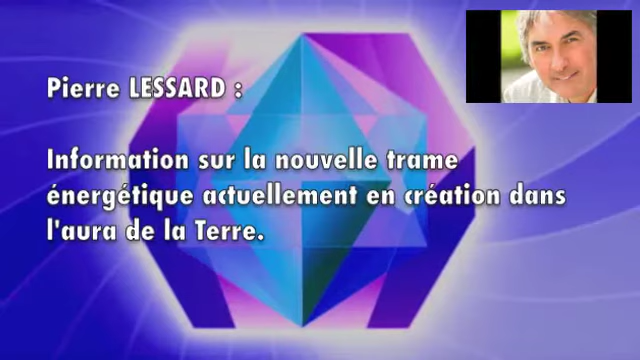 Pierre LESSARD :
Information sur la nouvelle trame
énergétique actuellement en création dans
l'aura de la Terre.